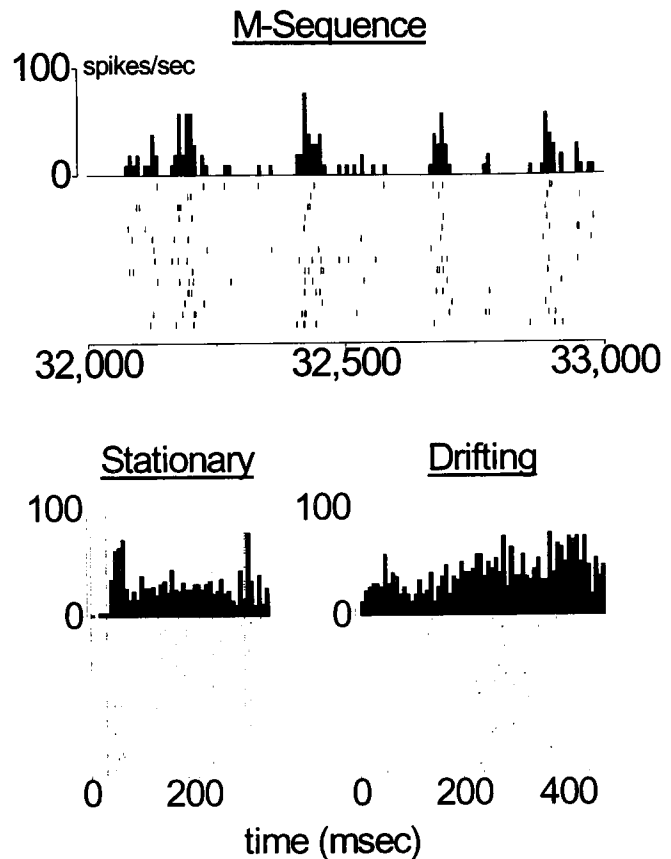 M-Sequence
100 spikes/sec
0
32,000 32,500 33,000
Stationary Drifting
100 100
0 0
0 200 0 200 400
time (msec)